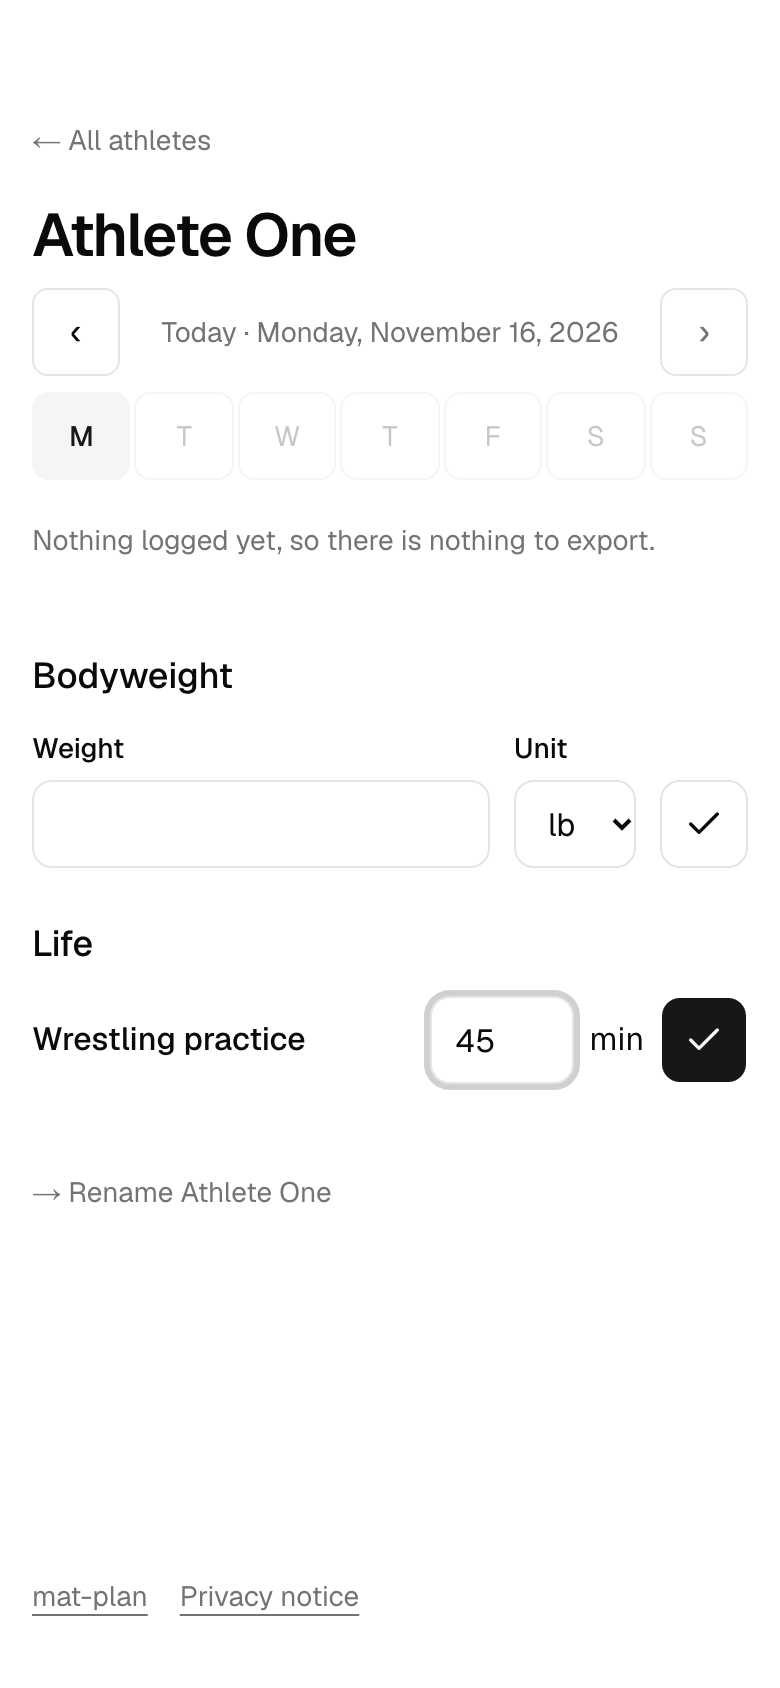 ← All athletes
Athlete One
‹ Today · Monday, November 16, 2026 ›
M T W T F S S
Nothing logged yet, so there is nothing to export.
Bodyweight
Weight Unit
lb
Life
Wrestling practice 45 min
→ Rename Athlete One
mat-plan Privacy notice